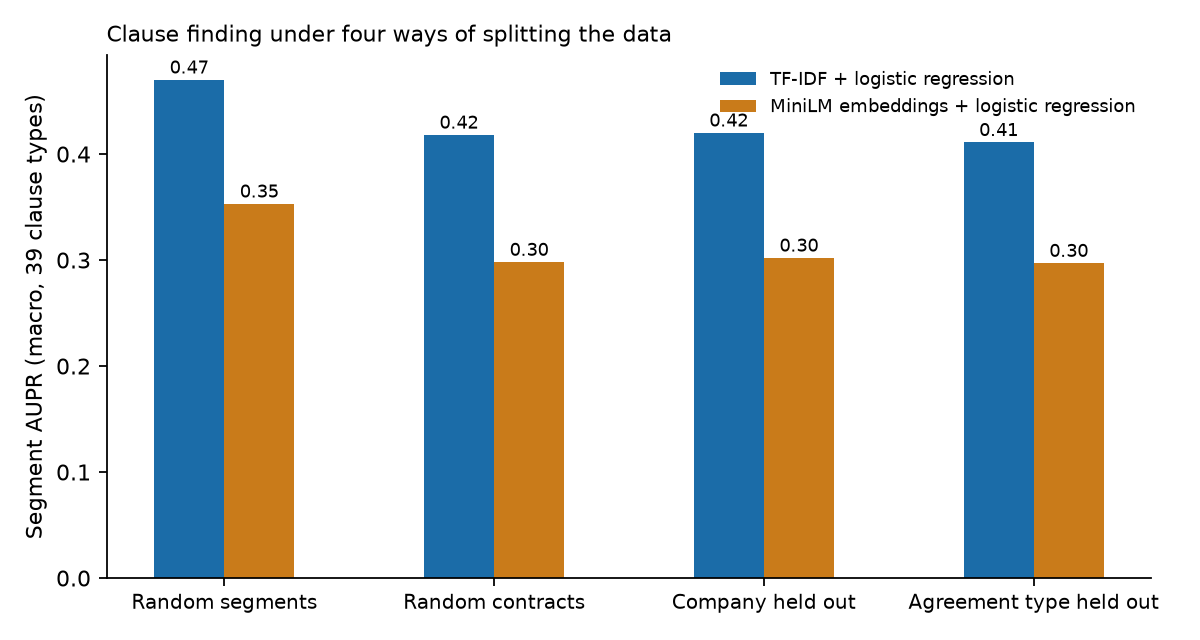 Clause finding under four ways of splitting the data
Segment AUPR (macro, 39 clause types)
0.4
0.3
0.2
0.1
0.0
TF-IDF + logistic regression
MiniLM embeddings + logistic regression
0.47
0.35
0.42
0.30
0.42
0.30
0.41
0.30
Random segments
Random contracts
Company held out
Agreement type held out